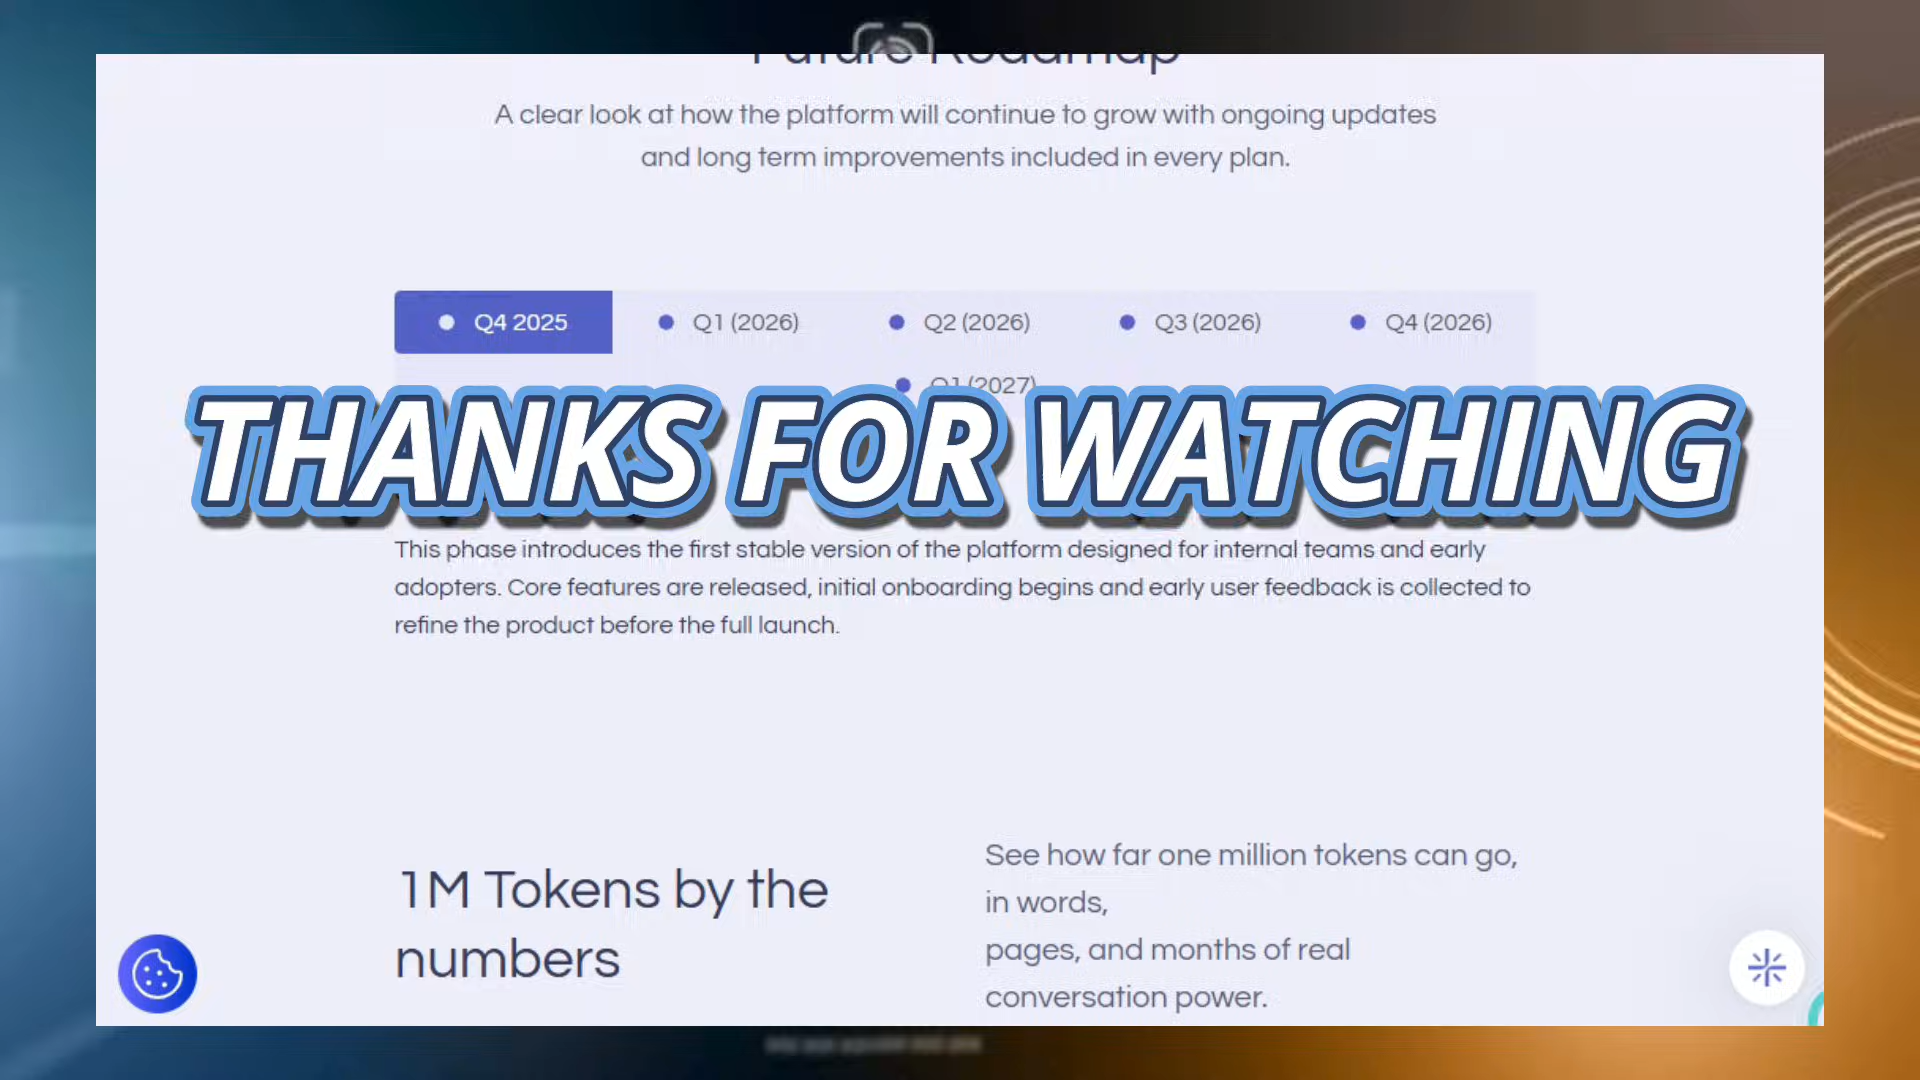 Future Roadmap
A clear look at how the platform will continue to grow with ongoing updates
and long term improvements included in every plan.
Q4 2025
Q1 (2026)
Q2 (2026)
Q3 (2026)
Q4 (2026)
Q1 (2027)
THANKS FOR WATCHING
This phase introduces the first stable version of the platform designed for internal teams and early
adopters. Core features are released, initial onboarding begins and early user feedback is collected to
refine the product before the full launch.
1M Tokens by the
numbers
See how far one million tokens can go,
in words,
pages, and months of real
conversation power.